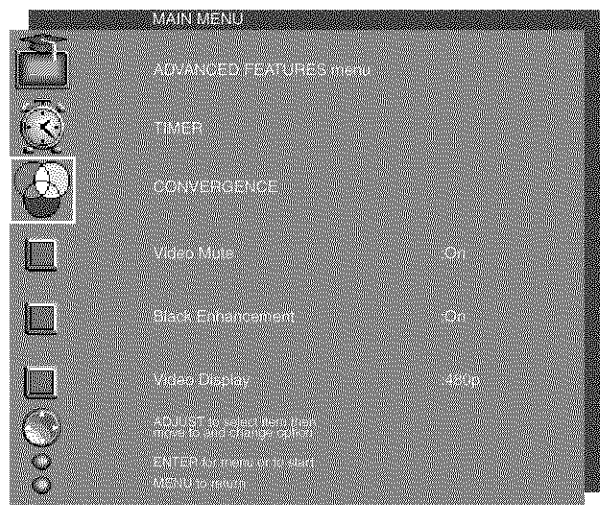 MAIN MENU
ADVANCED FEATURES menu
TIMER
CONVERGENCE
Video Mute :On
Black Enhancement :On
Video Display :480p
ADJUST to select item then
move to and change option
ENTER for menu or to start
MENU to return